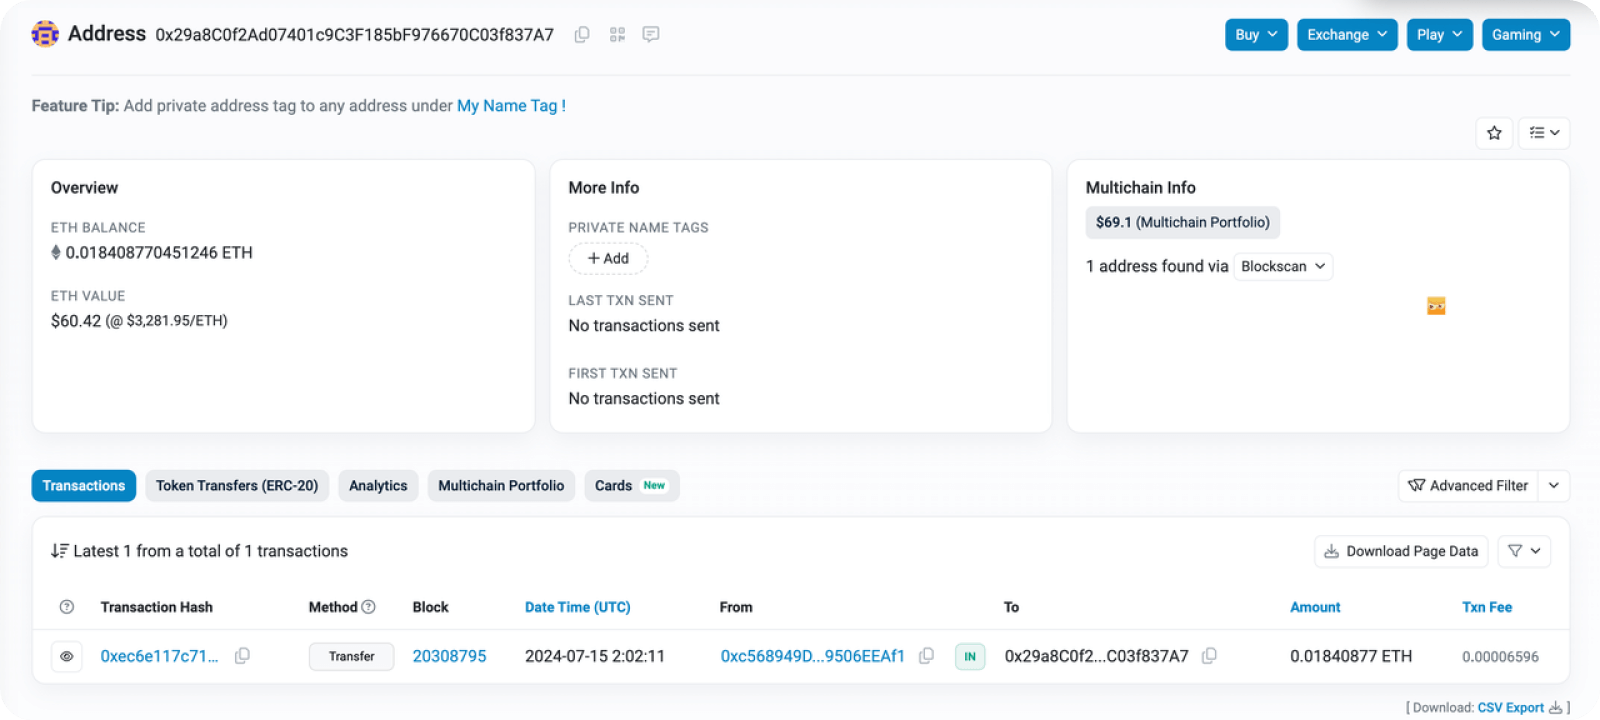 Address 0x29a8C0f2Ad07401c9C3F185bF976670C03f837A7
Buy Exchange Play Gaming
Feature Tip: Add private address tag to any address under My Name Tag !
Overview
ETH BALANCE
0.018408770451246 ETH
ETH VALUE
$60.42 (@ $3,281.95/ETH)
More Info
PRIVATE NAME TAGS
+ Add
LAST TXN SENT
No transactions sent
FIRST TXN SENT
No transactions sent
Multichain Info
$69.1 (Multichain Portfolio)
1 address found via Blockscan
Transactions Token Transfers (ERC-20) Analytics Multichain Portfolio Cards New Advanced Filter
Latest 1 from a total of 1 transactions Download Page Data
Transaction Hash Method Block Date Time (UTC) From To Amount Txn Fee
0xec6e117c71... Transfer 20308795 2024-07-15 2:02:11 0xc568949D...9506EEAf1 IN 0x29a8C0f2...C03f837A7 0.01840877 ETH 0.00006596
[ Download: CSV Export ]